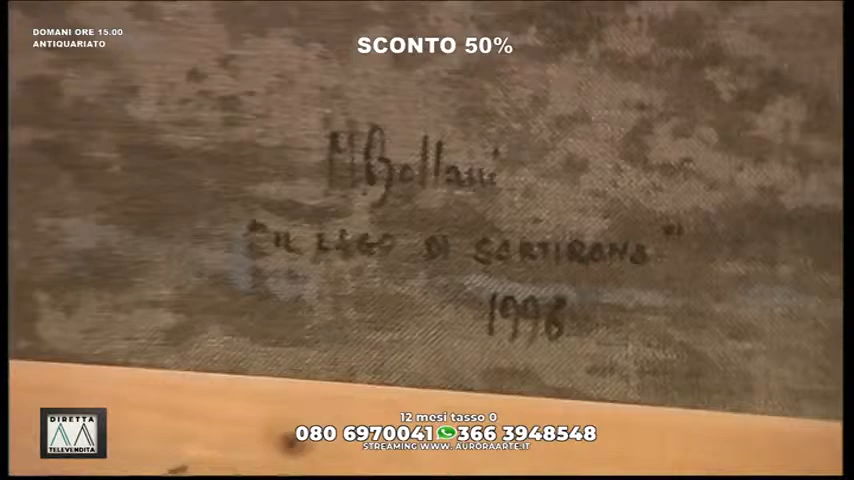 DOMANI ORE 15.00
ANTIQUARIATO
SCONTO 50%
"IL LAGO DI SARTIRANA"
1998
DIRETTA
TELEVENDITA
12 mesi tasso 0
080 6970041 366 3948548
STREAMING WWW. AURORAARTE.IT